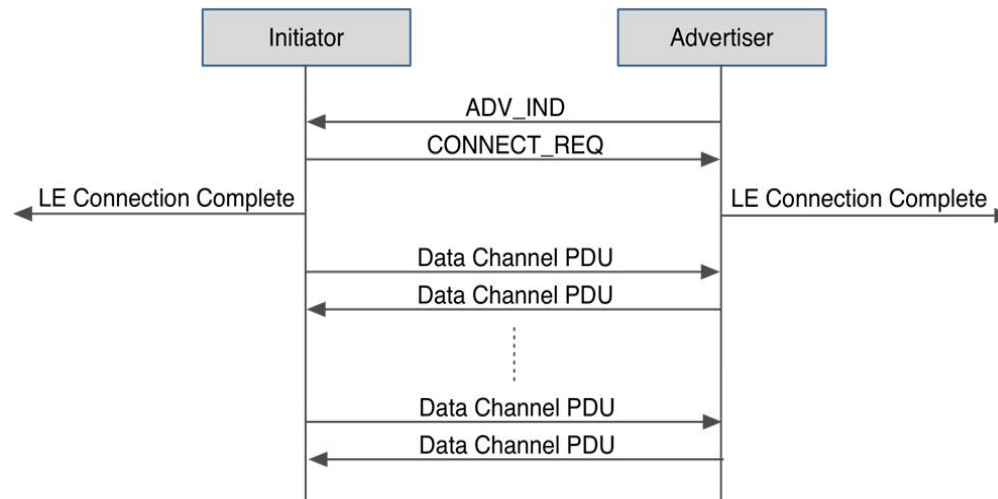 Initiator
Advertiser
ADV_IND
CONNECT_REQ
LE Connection Complete
LE Connection Complete
Data Channel PDU
Data Channel PDU
Data Channel PDU
Data Channel PDU